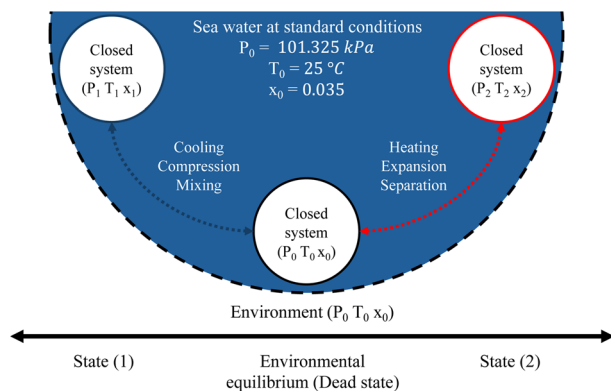 Sea water at standard conditions
P₀ = 101.325 kPa
T₀ = 25 °C
x₀ = 0.035
Closed
system
(P₁ T₁ x₁)
Closed
system
(P₂ T₂ x₂)
Cooling
Compression
Mixing
Heating
Expansion
Separation
Closed
system
(P₀ T₀ x₀)
Environment (P₀ T₀ x₀)
State (1)
Environmental
equilibrium (Dead state)
State (2)